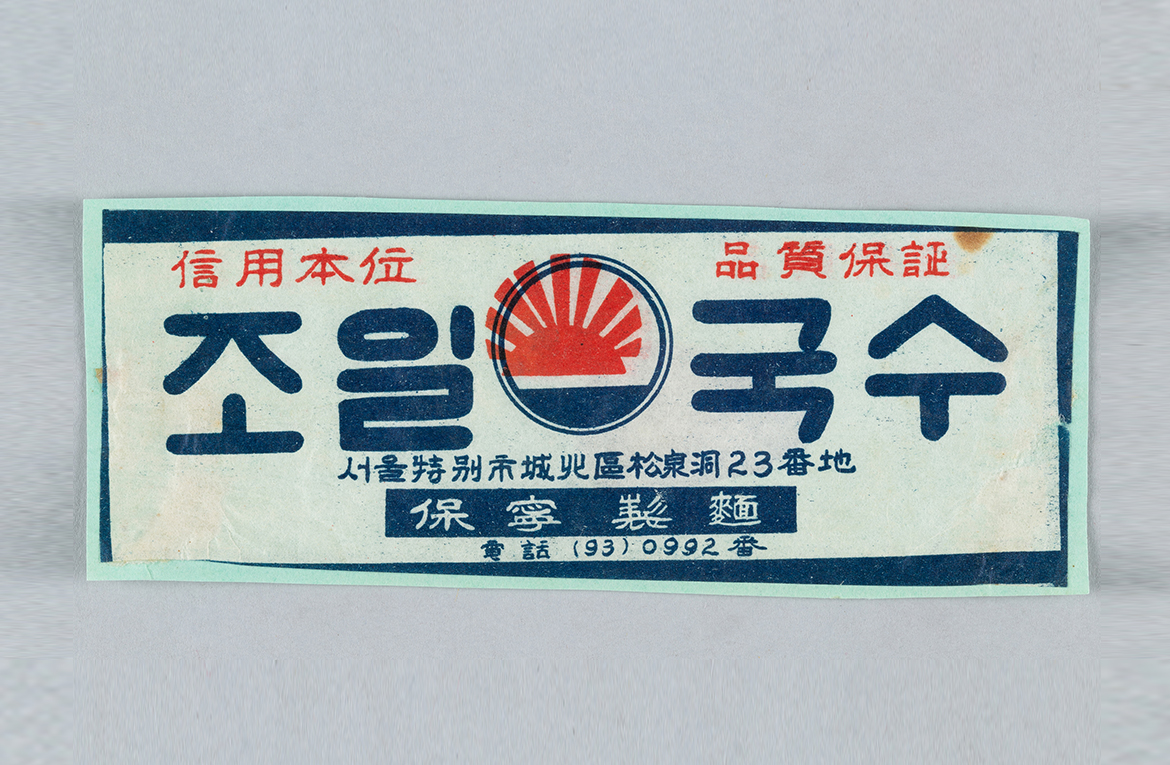 信用本位 品質保証
조일국수
서울特别市城北區松泉洞23番地
保寧製麵
電話 (93) 0992番